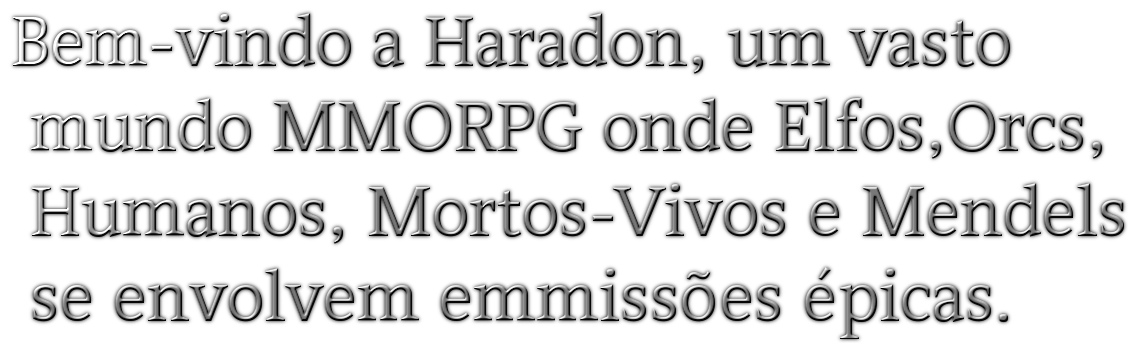 Bem-vindo a Haradon, um vasto
mundo MMORPG onde Elfos,Orcs,
Humanos, Mortos-Vivos e Mendels
se envolvem emmissões épicas.